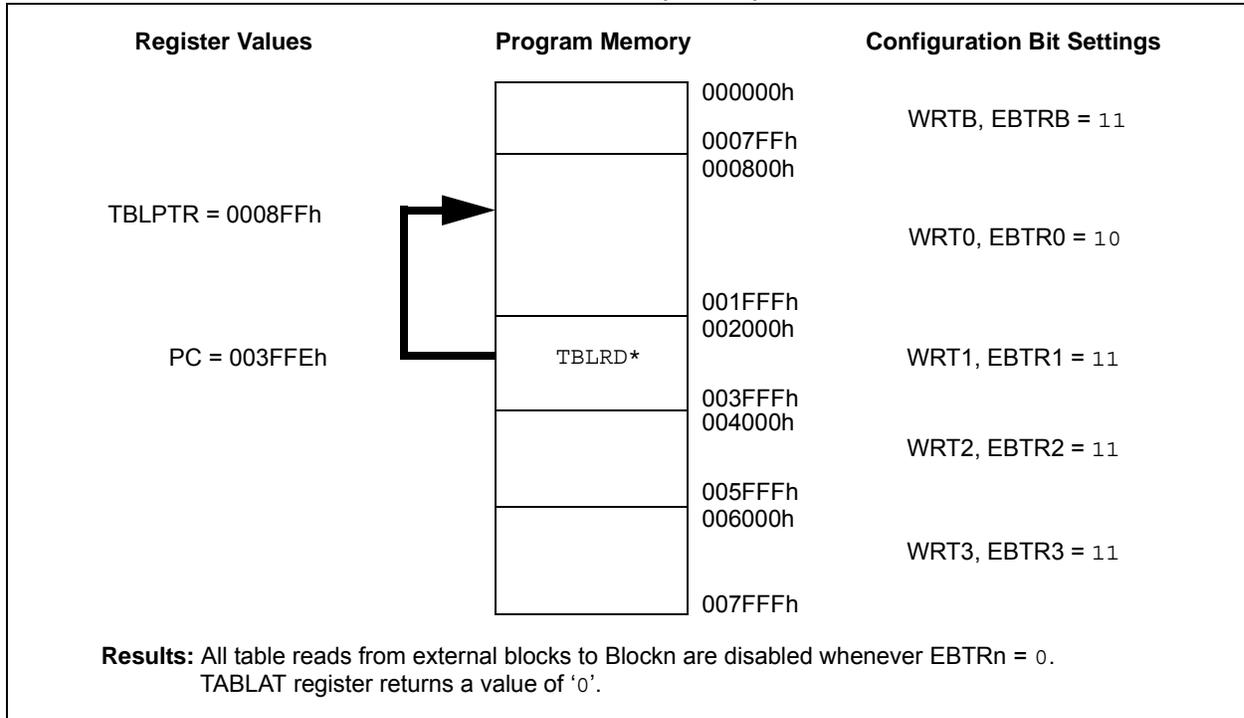 Register Values
Program Memory
Configuration Bit Settings
000000h
WRTB, EBTRB = 11
0007FFh
000800h
TBLPTR = 0008FFh
WRT0, EBTR0 = 10
001FFFh
002000h
PC = 003FFEh
TBLRD*
WRT1, EBTR1 = 11
003FFFh
004000h
WRT2, EBTR2 = 11
005FFFh
006000h
WRT3, EBTR3 = 11
007FFFh
Results: All table reads from external blocks to Blockn are disabled whenever EBTRn = 0.
TABLAT register returns a value of ‘0’.